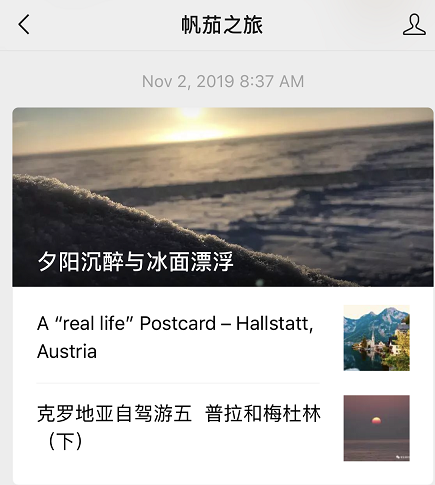 帆茄之旅
Nov 2, 2019 8:37 AM
夕阳沉醉与冰面漂浮
A “real life” Postcard – Hallstatt,
Austria
克罗地亚自驾游五 普拉和梅杜林
（下）